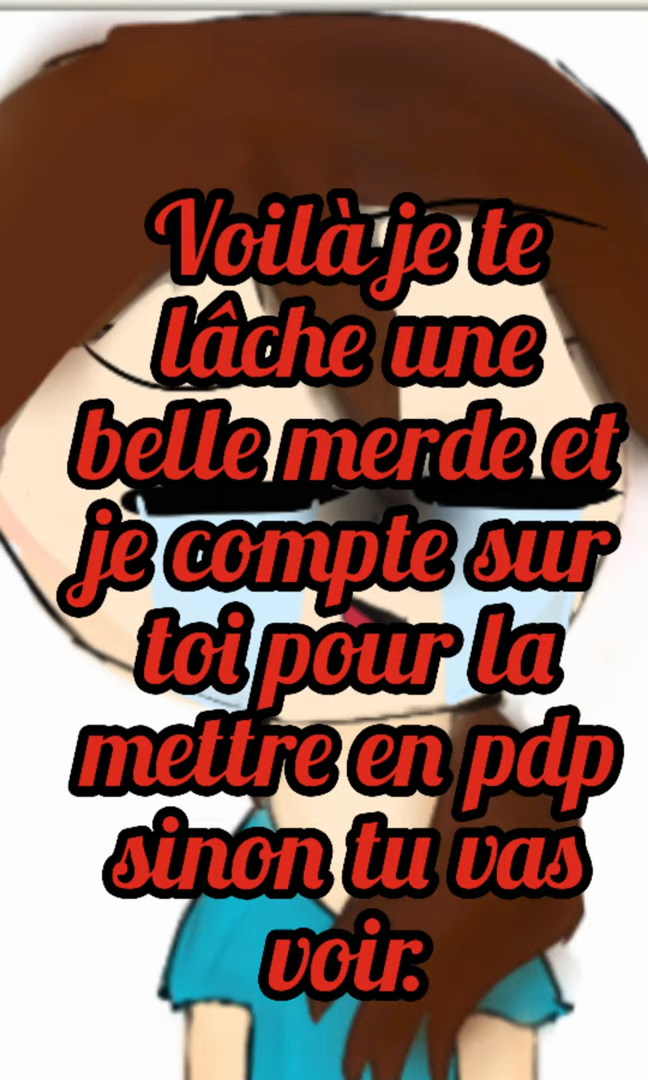 Voilà je te
lâche une
belle merde et
je compte sur
toi pour la
mettre en pdp
sinon tu vas
voir.